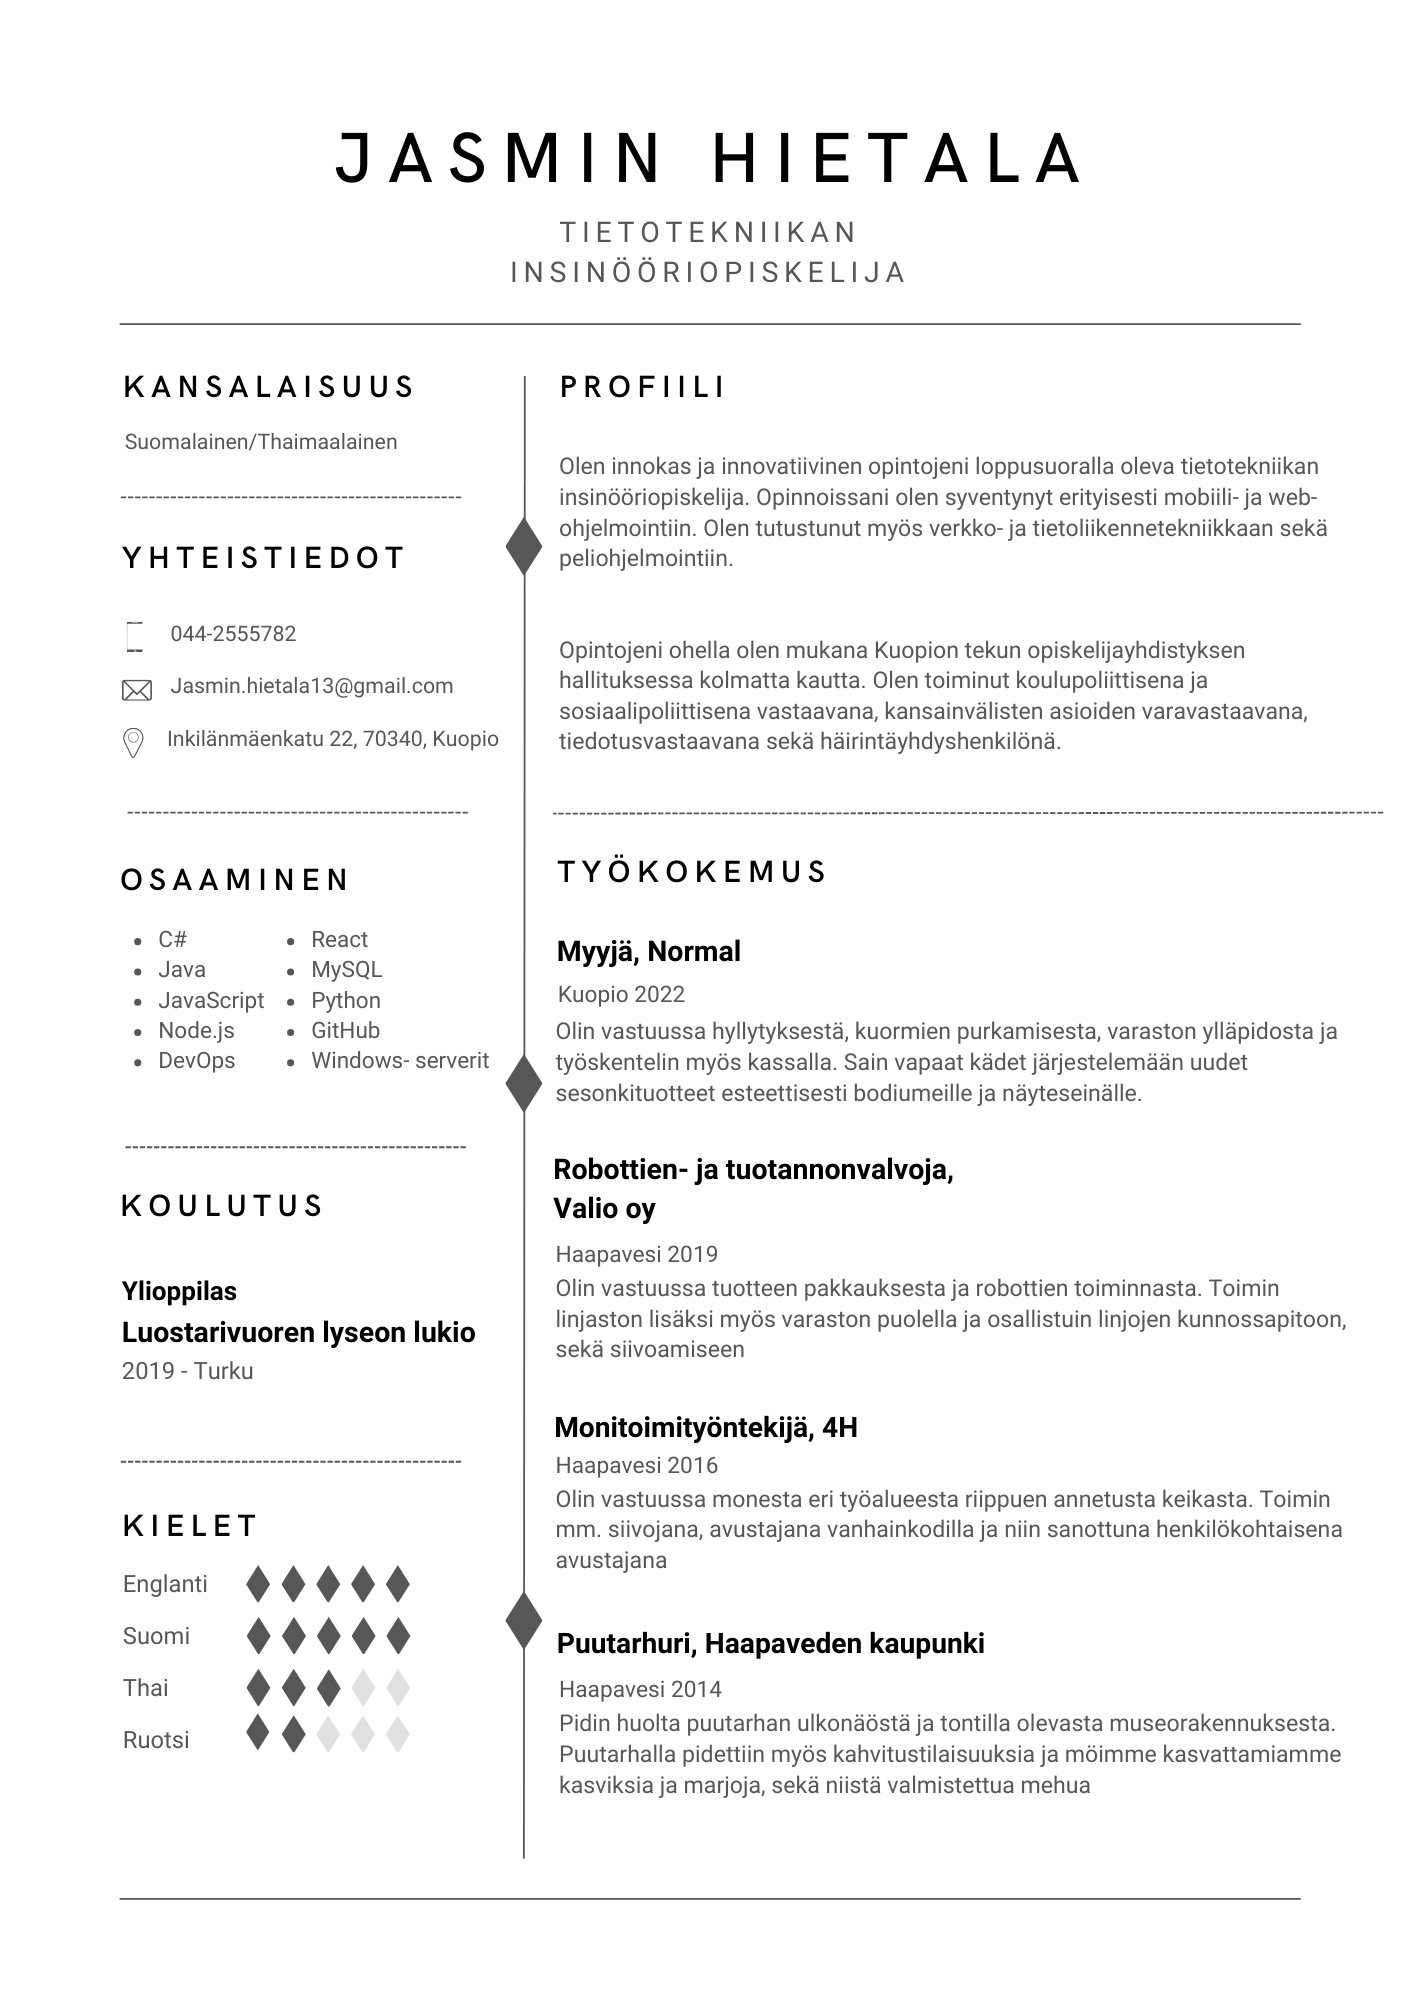 JASMIN HIETALA
TIETOTEKNIIKAN
INSINÖÖRIOPISKELIJA
KANSALAISUUS
Suomalainen/Thaimaalainen
YHTEISTIEDOT
044-2555782
Jasmin.hietala13@gmail.com
Inkilänmäenkatu 22, 70340, Kuopio
OSAAMINEN
C#
Java
JavaScript
Node.js
DevOps
React
MySQL
Python
GitHub
Windows- serverit
KOULUTUS
Ylioppilas
Luostarivuoren lyseon lukio
2019 - Turku
KIELET
Englanti
Suomi
Thai
Ruotsi
PROFIILI
Olen innokas ja innovatiivinen opintojeni loppusuoralla oleva tietotekniikan
insinööriopiskelija. Opinnoissani olen syventynyt erityisesti mobiili- ja web-
ohjelmointiin. Olen tutustunut myös verkko- ja tietoliikennetekniikkaan sekä
peliohjelmointiin.
Opintojeni ohella olen mukana Kuopion tekun opiskelijayhdistyksen
hallituksessa kolmatta kautta. Olen toiminut koulupoliittisena ja
sosiaalipoliittisena vastaavana, kansainvälisten asioiden varavastaavana,
tiedotusvastaavana sekä häirintäyhdyshenkilönä.
TYÖKOKEMUS
Myyjä, Normal
Kuopio 2022
Olin vastuussa hyllytyksestä, kuormien purkamisesta, varaston ylläpidosta ja
työskentelin myös kassalla. Sain vapaat kädet järjestelemään uudet
sesonkituotteet esteettisesti bodiumeille ja näyteseinälle.
Robottien- ja tuotannonvalvoja,
Valio oy
Haapavesi 2019
Olin vastuussa tuotteen pakkauksesta ja robottien toiminnasta. Toimin
linjaston lisäksi myös varaston puolella ja osallistuin linjojen kunnossapitoon,
sekä siivoamiseen
Monitoimityöntekijä, 4H
Haapavesi 2016
Olin vastuussa monesta eri työalueesta riippuen annetusta keikasta. Toimin
mm. siivojana, avustajana vanhainkodilla ja niin sanottuna henkilökohtaisena
avustajana
Puutarhuri, Haapaveden kaupunki
Haapavesi 2014
Pidin huolta puutarhan ulkonäöstä ja tontilla olevasta museorakennuksesta.
Puutarhalla pidettiin myös kahvitustilaisuuksia ja möimme kasvattamiamme
kasviksia ja marjoja, sekä niistä valmistettua mehua